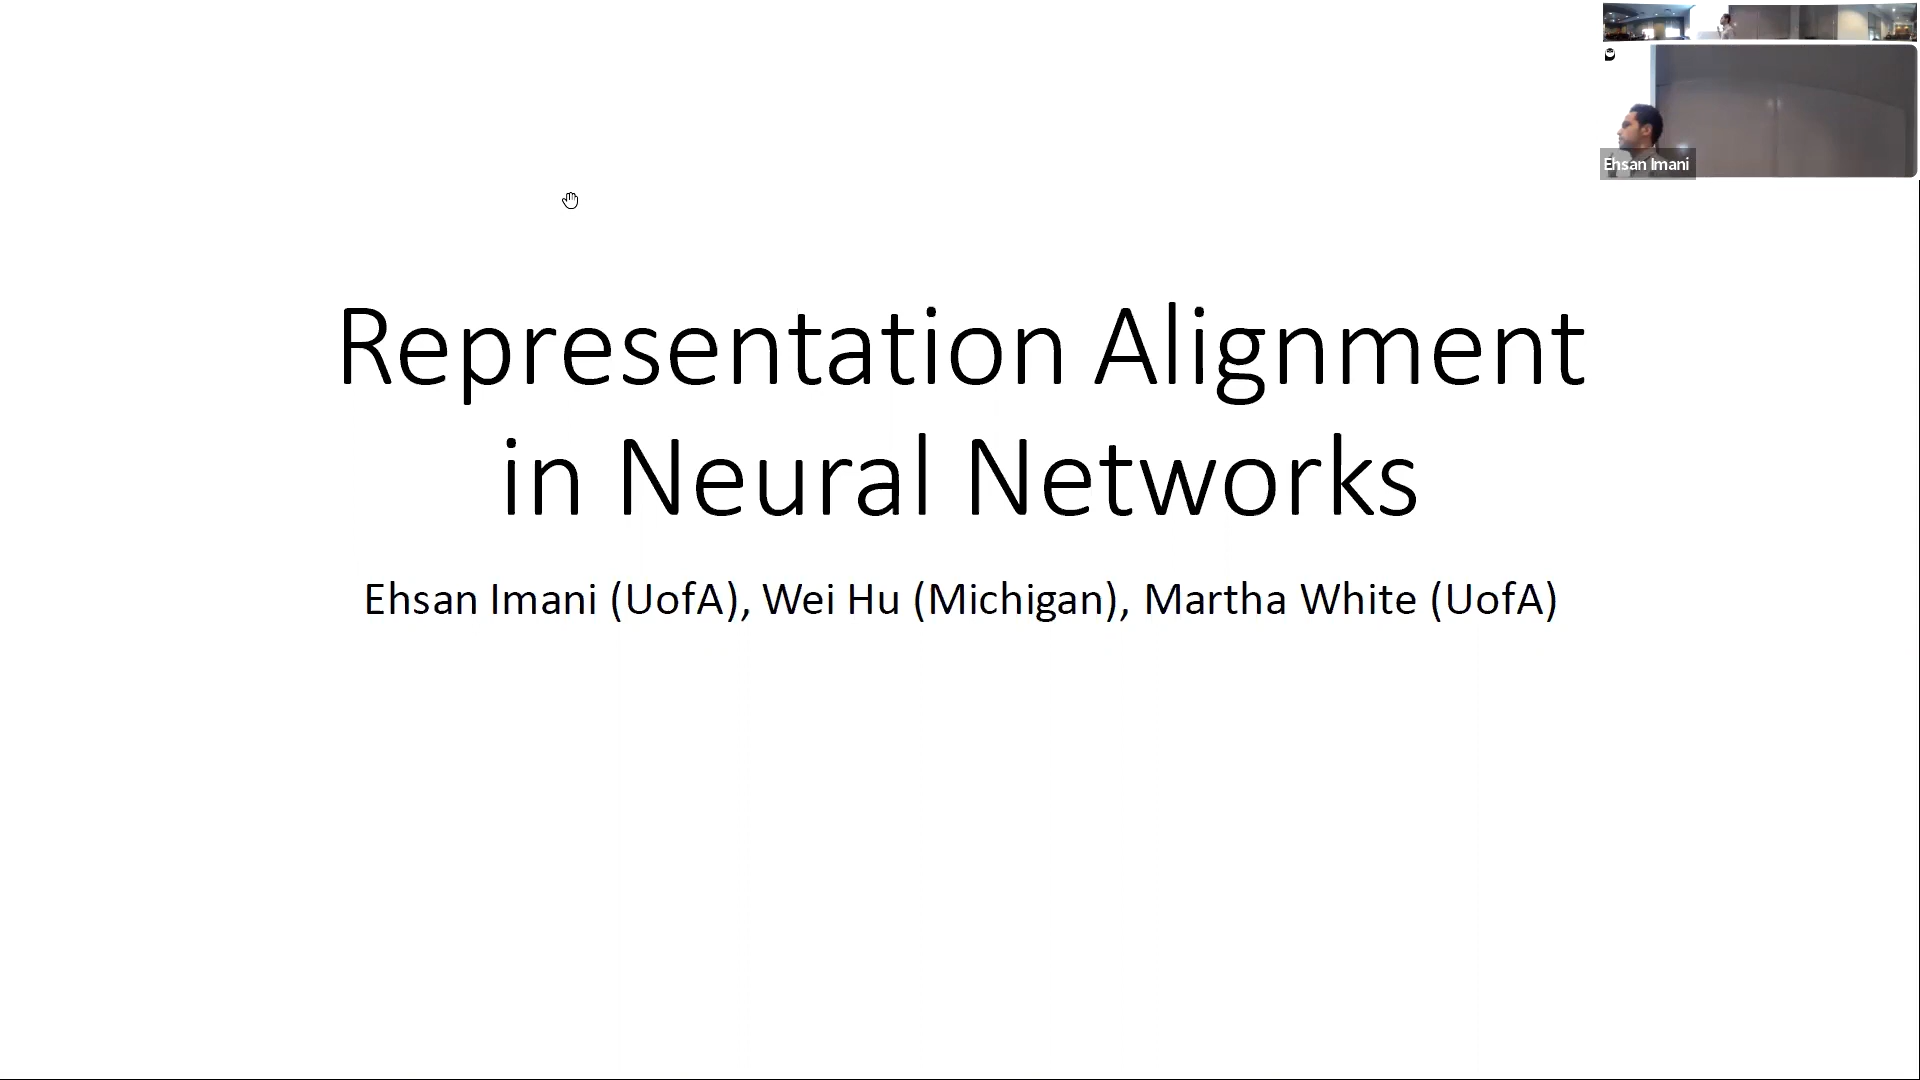 Ehsan Imani
Representation Alignment
in Neural Networks
Ehsan Imani (UofA), Wei Hu (Michigan), Martha White (UofA)